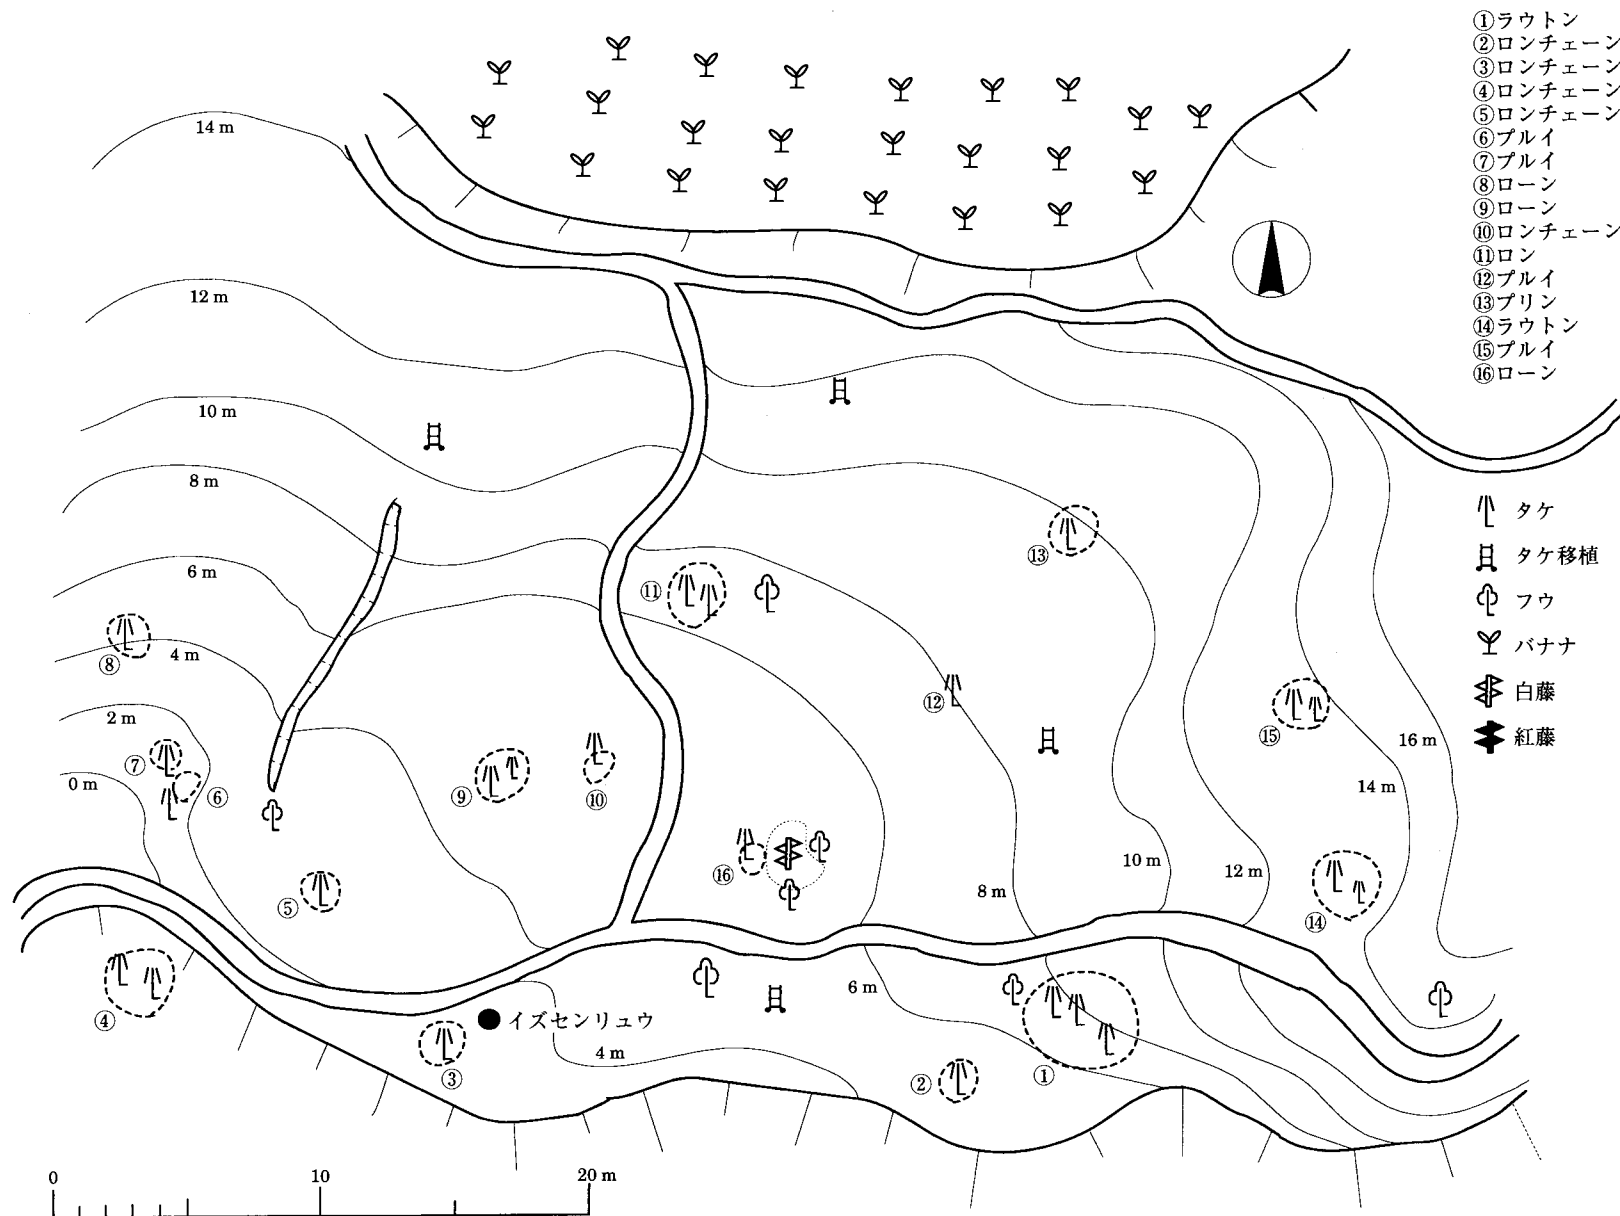 ①ラウトン
②ロンチェーン
③ロンチェーン
④ロンチェーン
⑤ロンチェーン
⑥プルイ
⑦プルイ
⑧ローン
⑨ローン
⑩ロンチェーン
⑪ロン
⑫プルイ
⑬プリン
⑭ラウトン
⑮プルイ
⑯ローン
タケ
タケ移植
フウ
バナナ
白藤
紅藤
14 m
12 m
10 m
8 m
6 m
4 m
2 m
0 m
⑧
⑦
⑥
⑤
④
③
⑨
⑩
⑪
⑫
⑬
⑮
⑯
⑭
②
①
16 m
14 m
12 m
10 m
8 m
6 m
4 m
イズセンリュウ
0 10 20 m